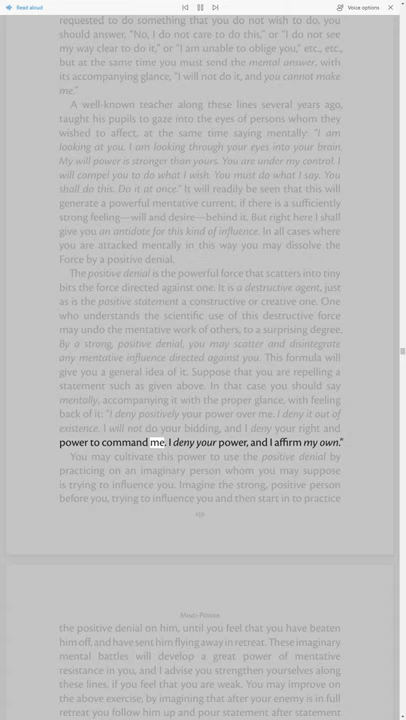 Read aloud
Voice options
requested to do something that you do not wish to do, you
should answer, "No, I do not care to do this," or "I do not see
my way clear to do it," or "I am unable to oblige you," etc., etc.,
but at the same time you must send the mental answer, with
its accompanying glance, "I will not do it, and you cannot make
me."
A well-known teacher along these lines several years ago,
taught his pupils to gaze into the eyes of persons whom they
wished to affect, at the same time saying mentally: "I am
looking at you. I am looking through your eyes into your brain.
My will power is stronger than yours. You are under my control. I
will compel you to do what I wish. You must do what I say. You
shall do this. Do it at once." It will readily be seen that this will
generate a powerful mentative current, if there is a sufficiently
strong feeling—will and desire—behind it. But right here I shall
give you an antidote for this kind of influence. In all cases where
you are attacked mentally in this way you may dissolve the
Force by a positive denial.
The positive denial is the powerful force that scatters into tiny
bits the force directed against one. It is a destructive agent, just
as is the positive statement a constructive or creative one. One
who understands the scientific use of this destructive force
may undo the mentative work of others, to a surprising degree.
By a strong, positive denial, you may scatter and disintegrate
any mentative influence directed against you. This formula will
give you a general idea of it. Suppose that you are repelling a
statement such as given above. In that case you should say
mentally, accompanying it with the proper glance, with feeling
back of it: "I deny positively your power over me. I deny it out of
existence. I will not do your bidding, and I deny your right and
power to command me, I deny your power, and I affirm my own."
You may cultivate this power to use the positive denial by
practicing on an imaginary person whom you may suppose
is trying to influence you. Imagine the strong, positive person
before you, trying to influence you and then start in to practice
Mind-Power
the positive denial on him, until you feel that you have beaten
him off, and have sent him flying away in retreat. These imaginary
mental battles will develop a great power of mentative
resistance in you, and I advise you strengthen yourselves along
these lines, if you feel that you are weak. You may improve on
the above exercise, by imagining that after your enemy is in full
retreat you follow him up and pour statement after statement